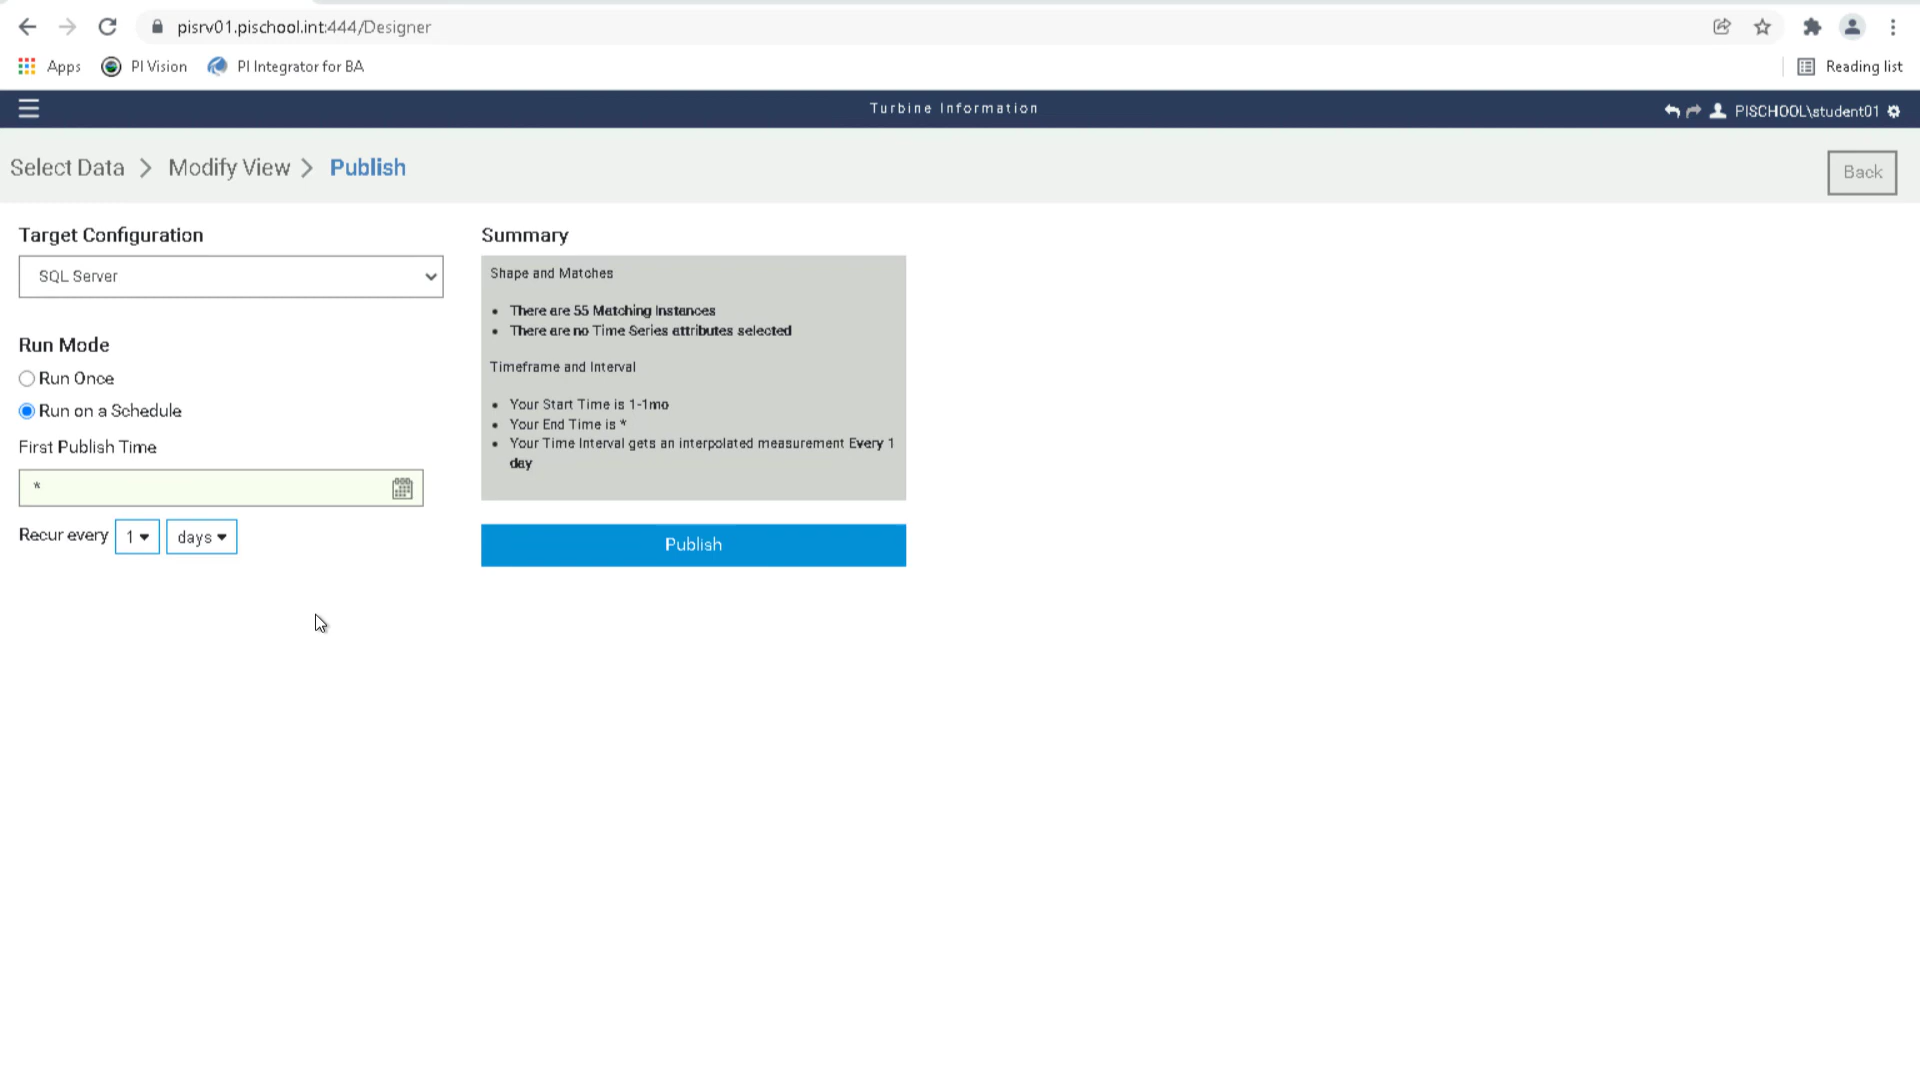 pisrv01.pischool.int:444/Designer
Apps PI Vision PI Integrator for BA Reading list
Turbine Information PISCHOOL\student01
Select Data > Modify View > Publish Back
Target Configuration
SQL Server
Run Mode
Run Once
Run on a Schedule
First Publish Time
*
Recur every 1 days
Summary
Shape and Matches
• There are 55 Matching Instances
• There are no Time Series attributes selected
Timeframe and Interval
• Your Start Time is 1-1mo
• Your End Time is *
• Your Time Interval gets an interpolated measurement Every 1
day
Publish